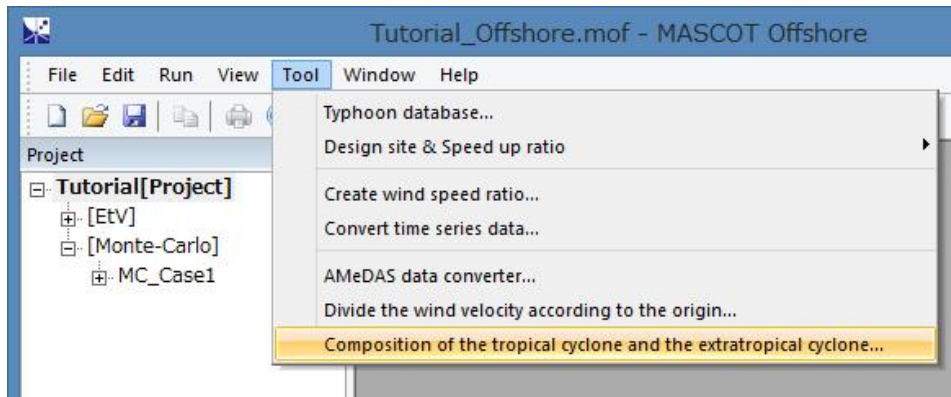 Tutorial_Offshore.mof - MASCOT Offshore
File Edit Run View Tool Window Help
Project
Tutorial[Project]
[EtV]
[Monte-Carlo]
MC_Case1
Typhoon database...
Design site & Speed up ratio
Create wind speed ratio...
Convert time series data...
AMeDAS data converter...
Divide the wind velocity according to the origin...
Composition of the tropical cyclone and the extratropical cyclone...